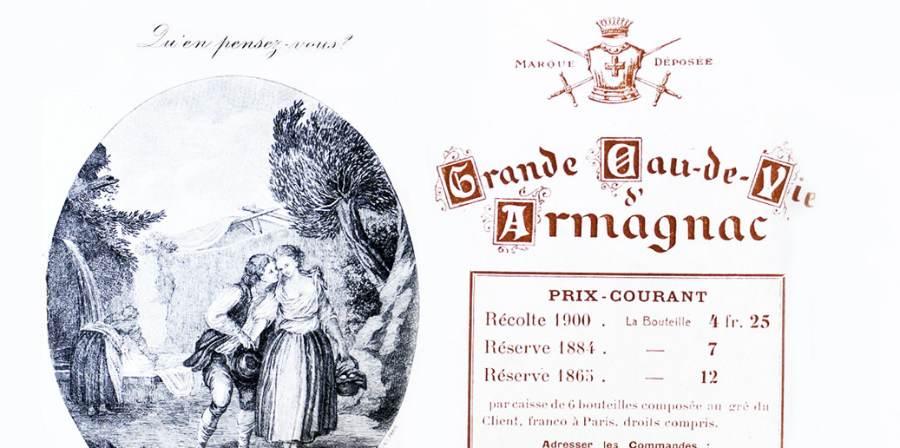 Qu'en pensez-vous?
MARQUE DÉPOSÉE
Grande Eau-de-Vie
d'
Armagnac
PRIX-COURANT
Récolte 1900 . La Bouteille 4 fr. 25
Réserve 1884 . — 7
Réserve 1865 . — 12
par caisse de 6 bouteilles composée au gré du
Client, franco à Paris, droits compris.
Adresser les Commandes :